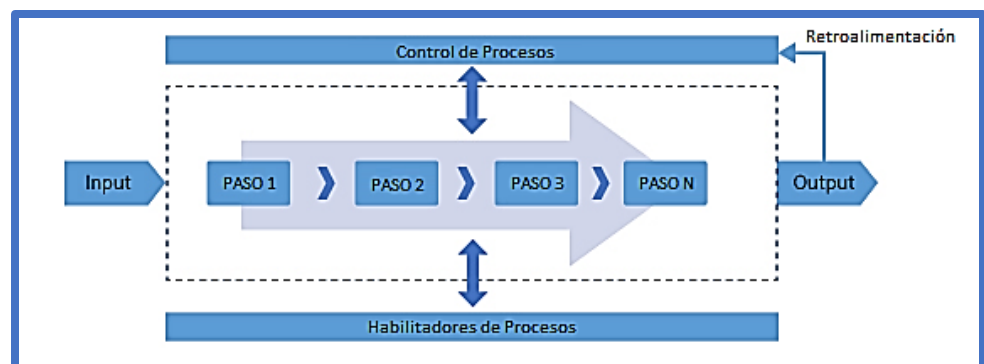 Retroalimentación
Control de Procesos
Input
PASO 1
PASO 2
PASO 3
PASO N
Output
Habilitadores de Procesos